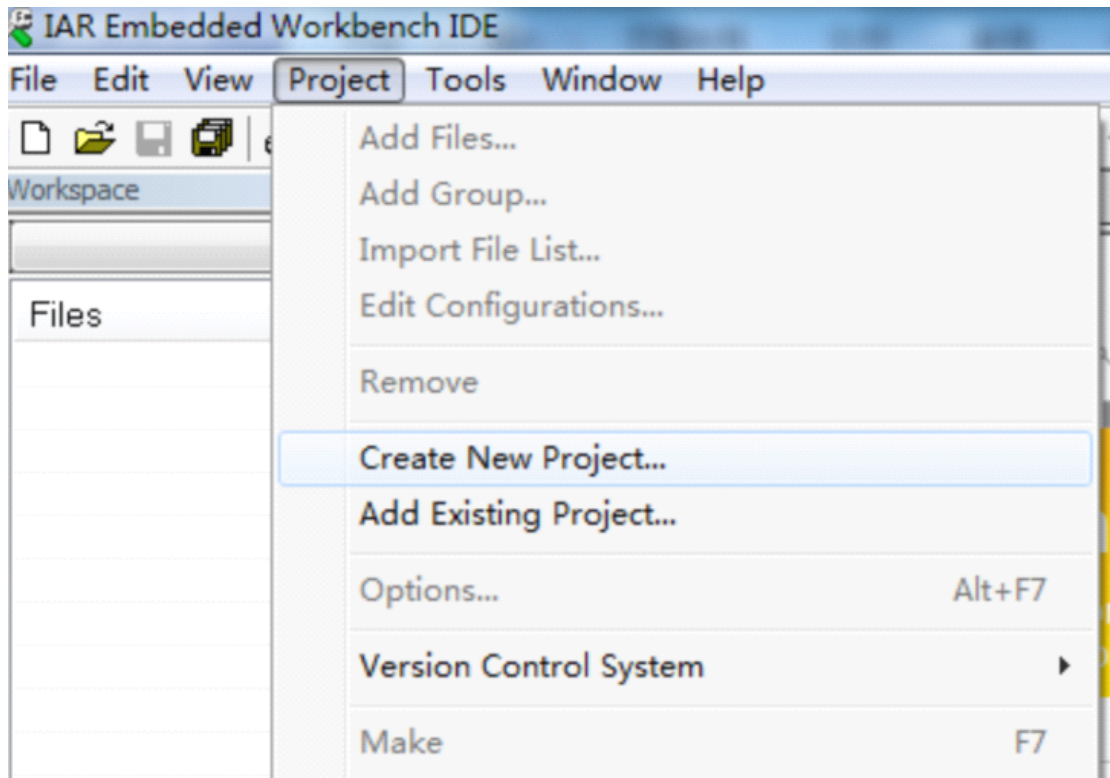 IAR Embedded Workbench IDE
File Edit View Project Tools Window Help
Workspace
Files
Add Files...
Add Group...
Import File List...
Edit Configurations...
Remove
Create New Project...
Add Existing Project...
Options... Alt+F7
Version Control System
Make F7